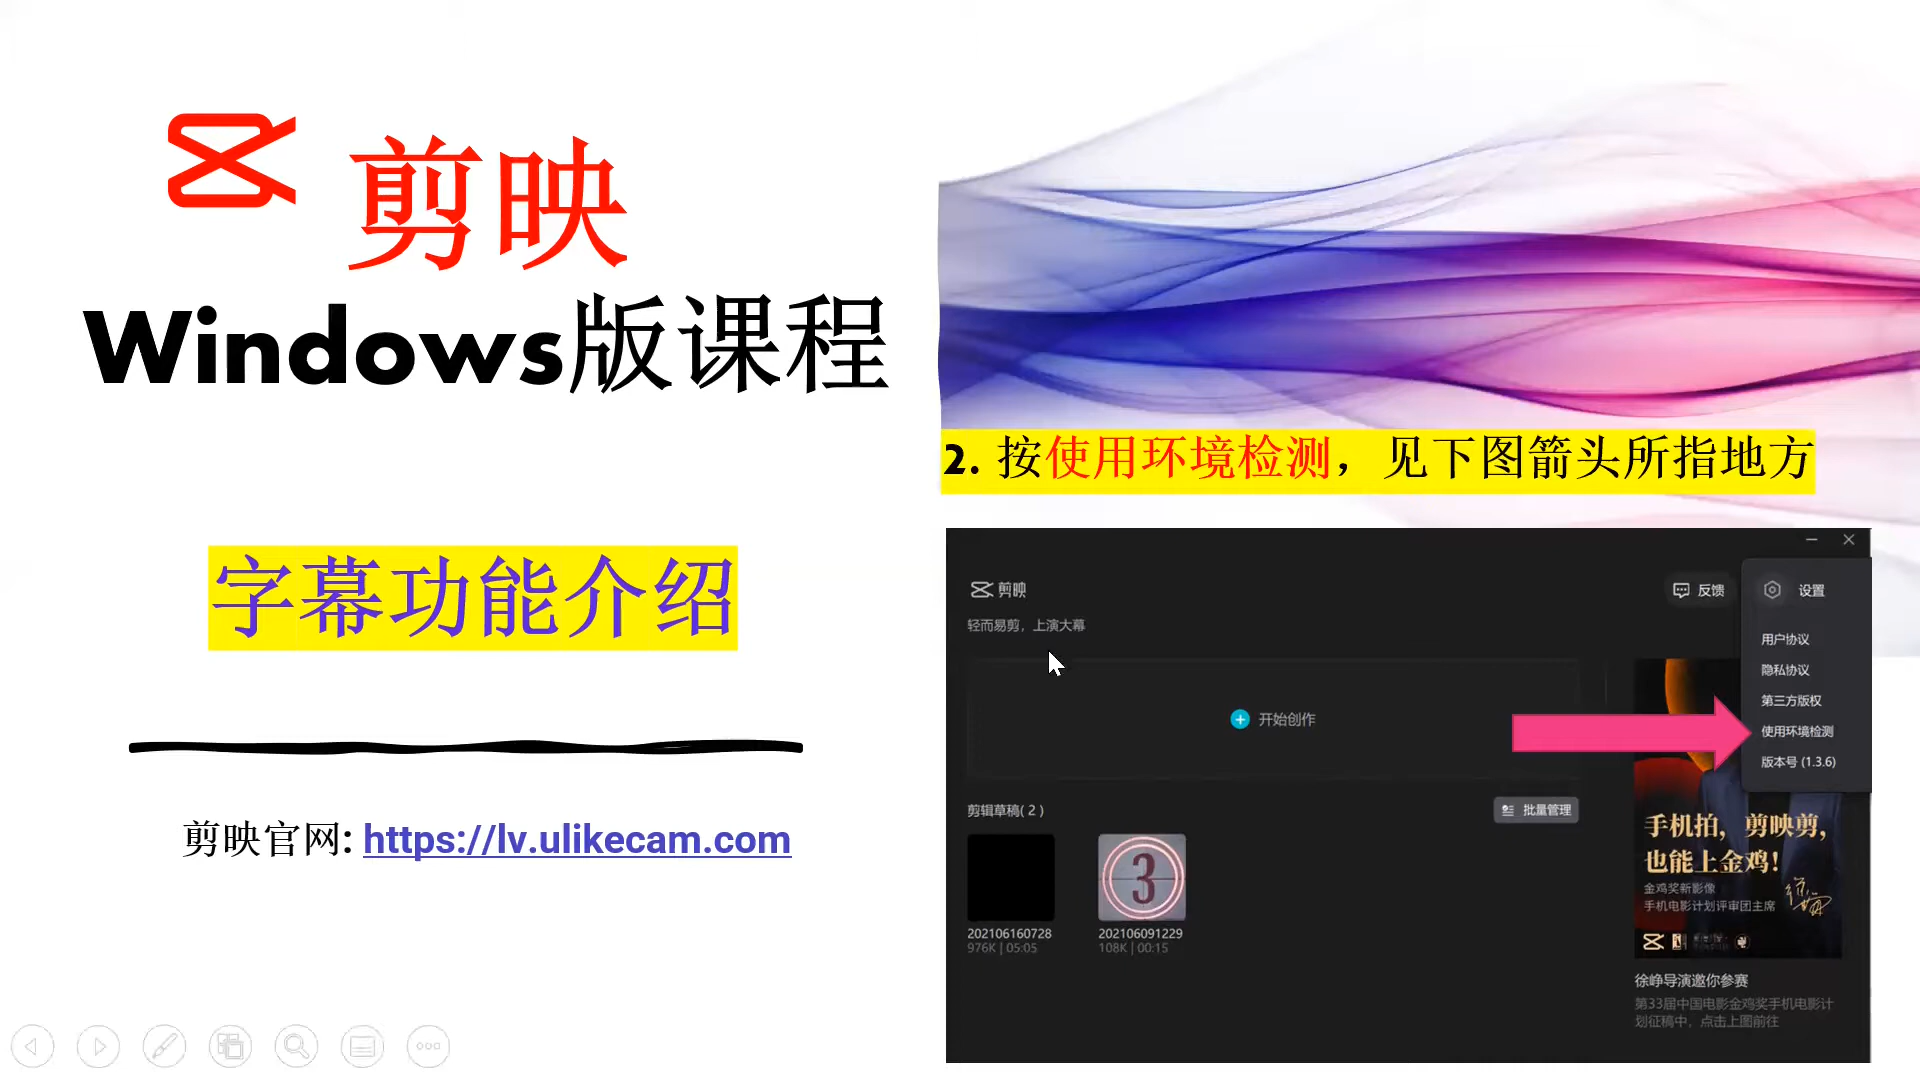 剪映
Windows版课程
字幕功能介绍
剪映官网: https://lv.ulikecam.com
2. 按使用环境检测，见下图箭头所指地方
剪映
反馈
设置
轻而易剪，上演大幕
用户协议
隐私协议
第三方版权
使用环境检测
版本号 (1.3.6)
开始创作
剪辑草稿( 2 )
批量管理
3
202106160728
976K | 05:05
202106091229
108K | 00:15
手机拍，剪映剪，
也能上金鸡！
金鸡奖新影像
手机电影计划评审团主席
徐峥导演邀你参赛
第33届中国电影金鸡奖手机电影计
划征稿中，点击上图前往